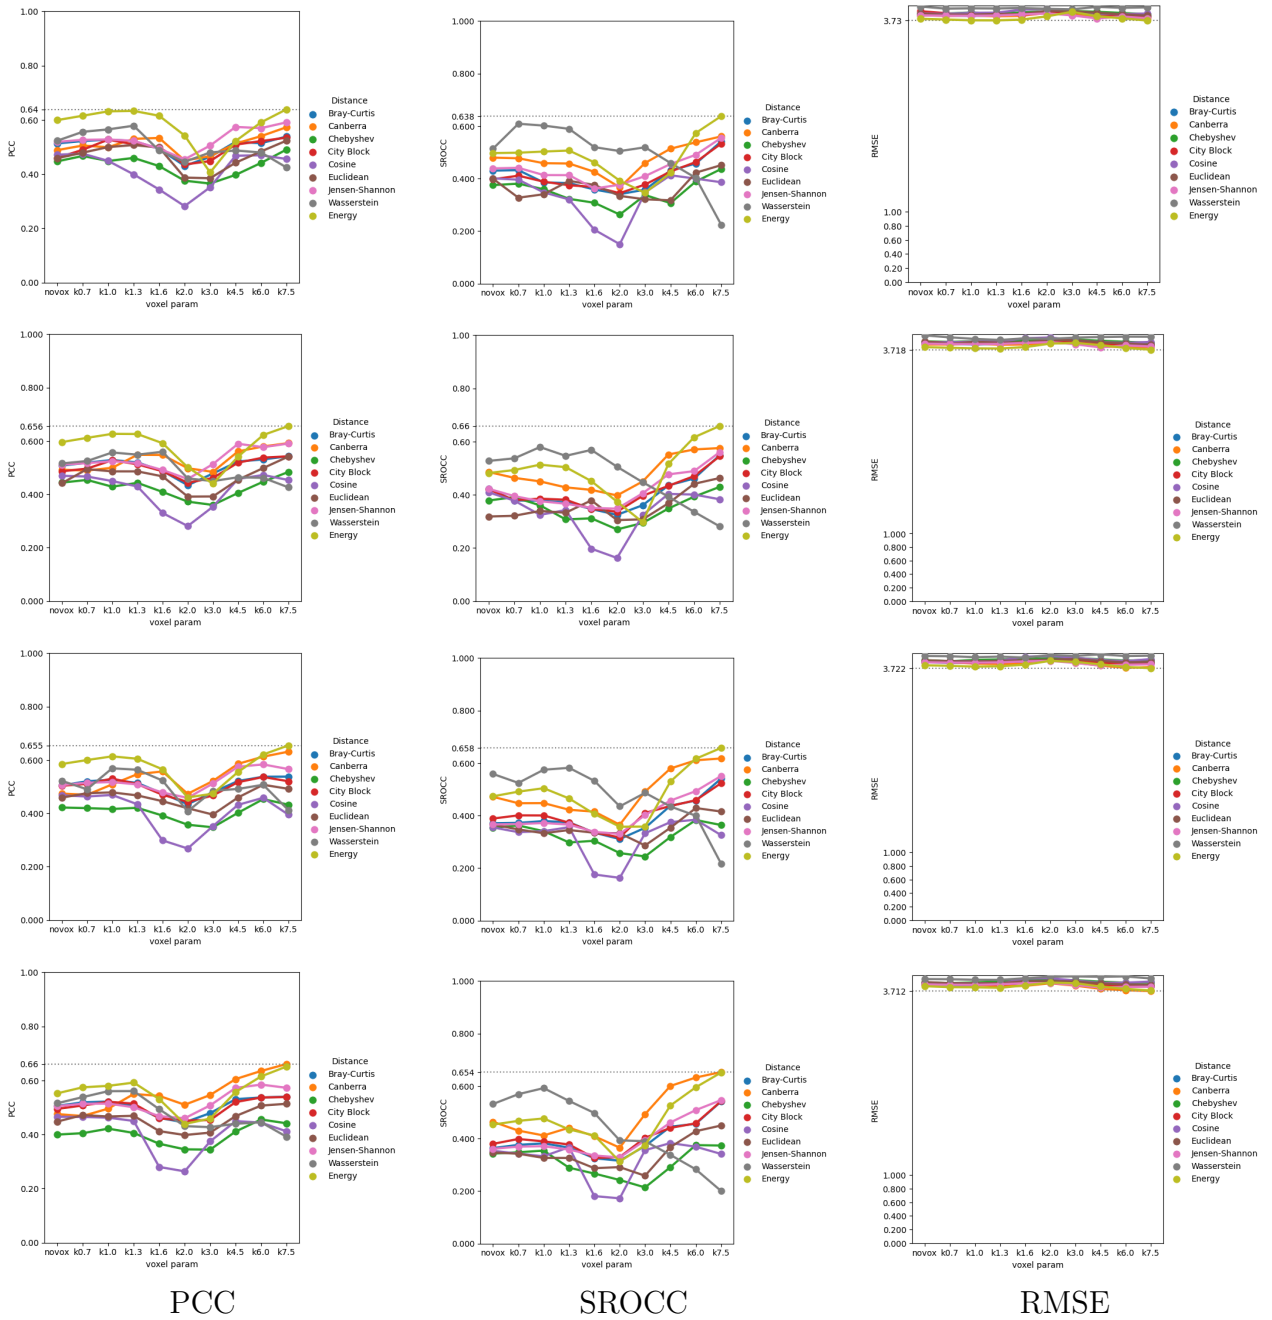 1.00
0.80
0.64
0.60
0.40
0.20
0.00
PCC
novox k0.7 k1.0 k1.3 k1.6 k2.0 k3.0 k4.5 k6.0 k7.5
voxel param
Distance
Bray-Curtis
Canberra
Chebyshev
City Block
Cosine
Euclidean
Jensen-Shannon
Wasserstein
Energy
1.000
0.800
0.638
0.600
0.400
0.200
0.000
SROCC
novox k0.7 k1.0 k1.3 k1.6 k2.0 k3.0 k4.5 k6.0 k7.5
voxel param
Distance
Bray-Curtis
Canberra
Chebyshev
City Block
Cosine
Euclidean
Jensen-Shannon
Wasserstein
Energy
3.73
1.00
0.80
0.60
0.40
0.20
0.00
RMSE
novox k0.7 k1.0 k1.3 k1.6 k2.0 k3.0 k4.5 k6.0 k7.5
voxel param
Distance
Bray-Curtis
Canberra
Chebyshev
City Block
Cosine
Euclidean
Jensen-Shannon
Wasserstein
Energy
1.000
0.800
0.656
0.600
0.400
0.200
0.000
PCC
novox k0.7 k1.0 k1.3 k1.6 k2.0 k3.0 k4.5 k6.0 k7.5
voxel param
Distance
Bray-Curtis
Canberra
Chebyshev
City Block
Cosine
Euclidean
Jensen-Shannon
Wasserstein
Energy
1.00
0.80
0.66
0.60
0.40
0.20
0.00
SROCC
novox k0.7 k1.0 k1.3 k1.6 k2.0 k3.0 k4.5 k6.0 k7.5
voxel param
Distance
Bray-Curtis
Canberra
Chebyshev
City Block
Cosine
Euclidean
Jensen-Shannon
Wasserstein
Energy
3.718
1.000
0.800
0.600
0.400
0.200
0.000
RMSE
novox k0.7 k1.0 k1.3 k1.6 k2.0 k3.0 k4.5 k6.0 k7.5
voxel param
Distance
Bray-Curtis
Canberra
Chebyshev
City Block
Cosine
Euclidean
Jensen-Shannon
Wasserstein
Energy
1.000
0.800
0.655
0.600
0.400
0.200
0.000
PCC
novox k0.7 k1.0 k1.3 k1.6 k2.0 k3.0 k4.5 k6.0 k7.5
voxel param
Distance
Bray-Curtis
Canberra
Chebyshev
City Block
Cosine
Euclidean
Jensen-Shannon
Wasserstein
Energy
1.000
0.800
0.658
0.600
0.400
0.200
0.000
SROCC
novox k0.7 k1.0 k1.3 k1.6 k2.0 k3.0 k4.5 k6.0 k7.5
voxel param
Distance
Bray-Curtis
Canberra
Chebyshev
City Block
Cosine
Euclidean
Jensen-Shannon
Wasserstein
Energy
3.722
1.000
0.800
0.600
0.400
0.200
0.000
RMSE
novox k0.7 k1.0 k1.3 k1.6 k2.0 k3.0 k4.5 k6.0 k7.5
voxel param
Distance
Bray-Curtis
Canberra
Chebyshev
City Block
Cosine
Euclidean
Jensen-Shannon
Wasserstein
Energy
1.00
0.80
0.66
0.60
0.40
0.20
0.00
PCC
novox k0.7 k1.0 k1.3 k1.6 k2.0 k3.0 k4.5 k6.0 k7.5
voxel param
Distance
Bray-Curtis
Canberra
Chebyshev
City Block
Cosine
Euclidean
Jensen-Shannon
Wasserstein
Energy
1.000
0.800
0.654
0.600
0.400
0.200
0.000
SROCC
novox k0.7 k1.0 k1.3 k1.6 k2.0 k3.0 k4.5 k6.0 k7.5
voxel param
Distance
Bray-Curtis
Canberra
Chebyshev
City Block
Cosine
Euclidean
Jensen-Shannon
Wasserstein
Energy
3.712
1.000
0.800
0.600
0.400
0.200
0.000
RMSE
novox k0.7 k1.0 k1.3 k1.6 k2.0 k3.0 k4.5 k6.0 k7.5
voxel param
Distance
Bray-Curtis
Canberra
Chebyshev
City Block
Cosine
Euclidean
Jensen-Shannon
Wasserstein
Energy
PCC
SROCC
RMSE